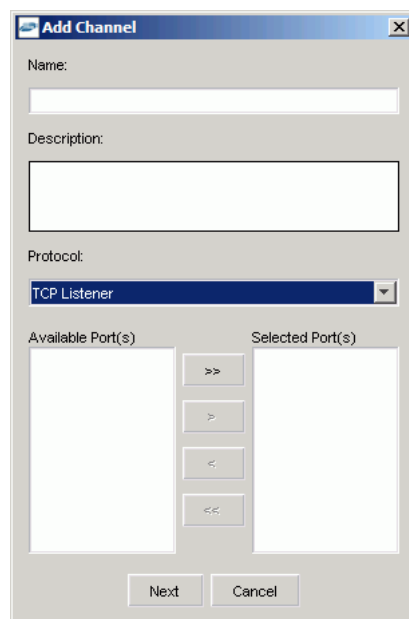 Add Channel
Name:
Description:
Protocol:
TCP Listener
Available Port(s) Selected Port(s)
>>
>
<
<<
Next Cancel